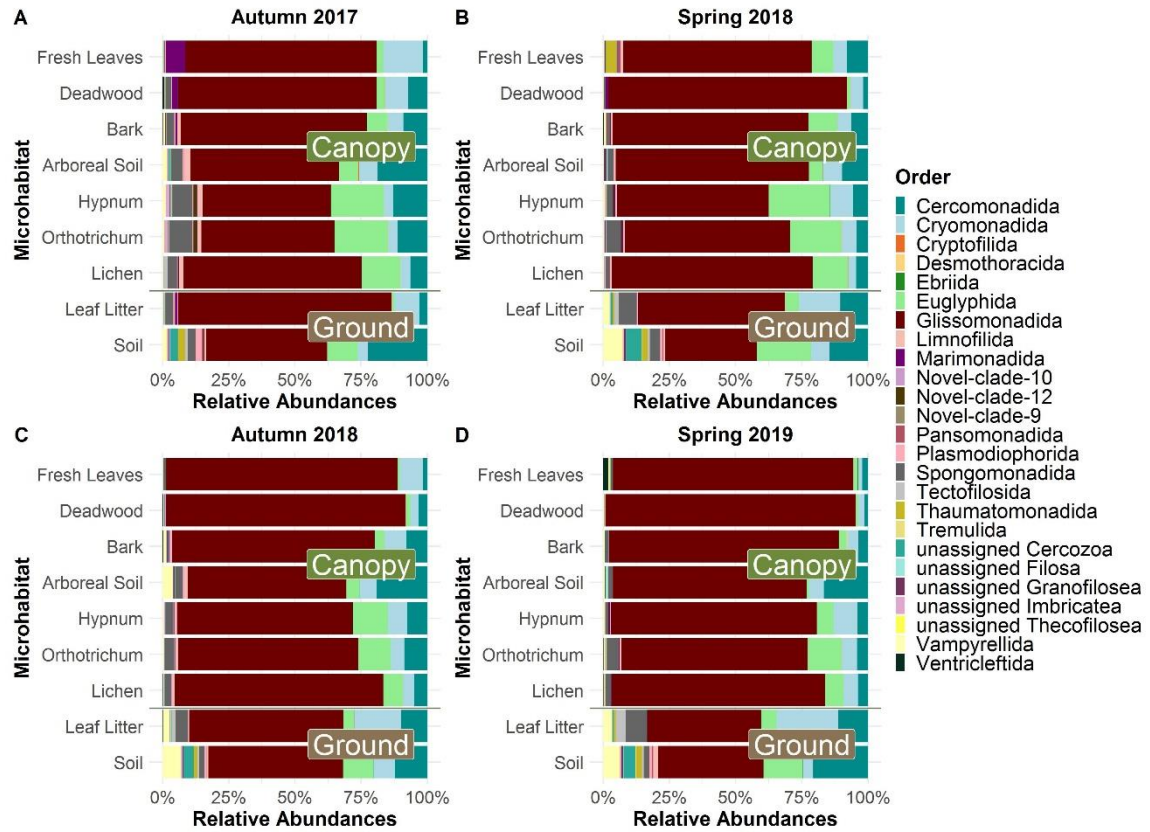 A
Autumn 2017
Microhabitat
Fresh Leaves
Deadwood
Bark
Arboreal Soil
Hypnum
Orthotrichum
Lichen
Leaf Litter
Soil
Canopy
Ground
0% 25% 50% 75% 100%
Relative Abundances
B
Spring 2018
Microhabitat
Fresh Leaves
Deadwood
Bark
Arboreal Soil
Hypnum
Orthotrichum
Lichen
Leaf Litter
Soil
Canopy
Ground
0% 25% 50% 75% 100%
Relative Abundances
C
Autumn 2018
Microhabitat
Fresh Leaves
Deadwood
Bark
Arboreal Soil
Hypnum
Orthotrichum
Lichen
Leaf Litter
Soil
Canopy
Ground
0% 25% 50% 75% 100%
Relative Abundances
D
Spring 2019
Microhabitat
Fresh Leaves
Deadwood
Bark
Arboreal Soil
Hypnum
Orthotrichum
Lichen
Leaf Litter
Soil
Canopy
Ground
0% 25% 50% 75% 100%
Relative Abundances
Order
Cercomonadida
Cryomonadida
Cryptofilida
Desmothoracida
Ebriida
Euglyphida
Glissomonadida
Limnofilida
Marimonadida
Novel-clade-10
Novel-clade-12
Novel-clade-9
Pansomonadida
Plasmodiophorida
Spongomonadida
Tectofilosida
Thaumatomonadida
Tremulida
unassigned Cercozoa
unassigned Filosa
unassigned Granofilosea
unassigned Imbricatea
unassigned Thecofilosea
Vampyrellida
Ventricleftida